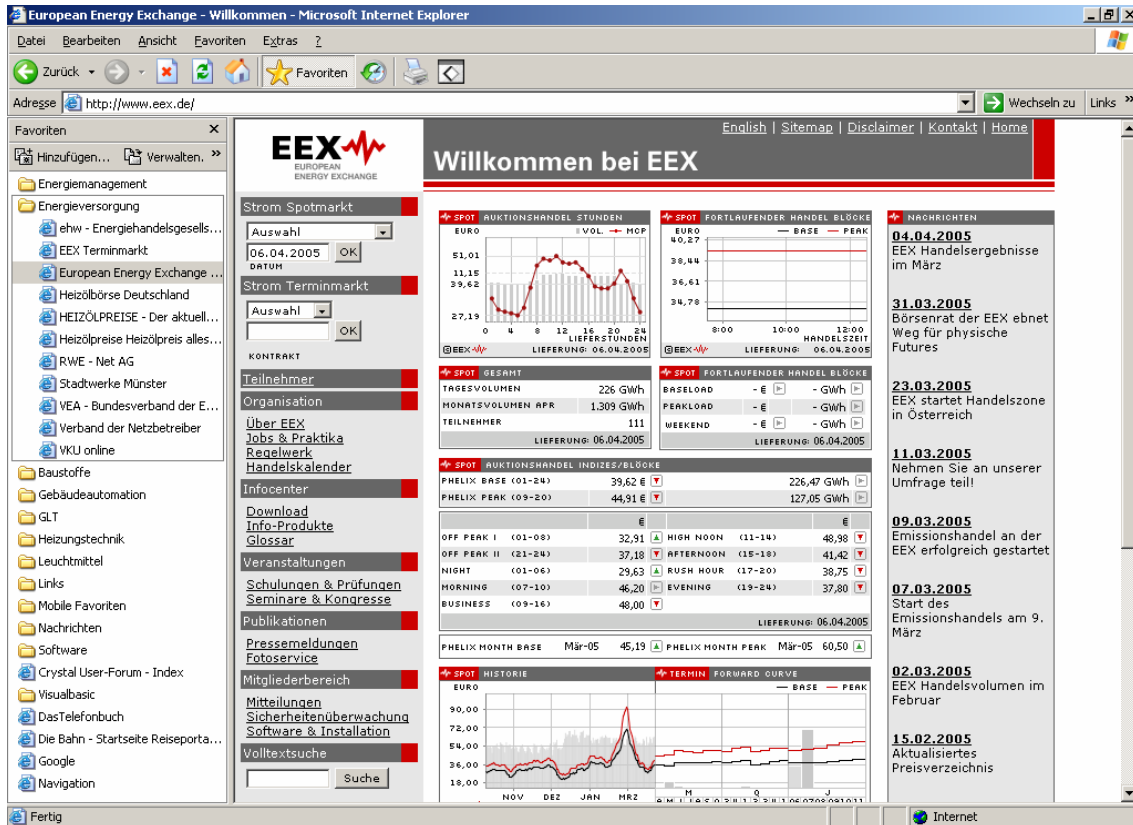 European Energy Exchange - Willkommen - Microsoft Internet Explorer
Datei Bearbeiten Ansicht Favoriten Extras ?
Zurück Favoriten
Adresse http://www.eex.de/ Wechseln zu Links »
Favoriten
Hinzufügen... Verwalten. »
Energiemanagement
Energieversorgung
ehw - Energiehandelsgesells...
EEX Terminmarkt
European Energy Exchange ...
Heizölbörse Deutschland
HEIZÖLPREISE - Der aktuell...
Heizölpreise Heizölpreis alles...
RWE - Net AG
Stadtwerke Münster
VEA - Bundesverband der E...
Verband der Netzbetreiber
VKU online
Baustoffe
Gebäudeautomation
GLT
Heizungstechnik
Leuchtmittel
Links
Mobile Favoriten
Nachrichten
Software
Crystal User-Forum - Index
Visualbasic
DasTelefonbuch
Die Bahn - Startseite Reiseporta...
Google
Navigation
EEX
EUROPEAN
ENERGY EXCHANGE
English | Sitemap | Disclaimer | Kontakt | Home
Willkommen bei EEX
Strom Spotmarkt
Auswahl
06.04.2005 OK
DATUM
Strom Terminmarkt
Auswahl
OK
KONTRAKT
Teilnehmer
Organisation
Über EEX
Jobs & Praktika
Regelwerk
Handelskalender
Infocenter
Download
Info-Produkte
Glossar
Veranstaltungen
Schulungen & Prüfungen
Seminare & Kongresse
Publikationen
Pressemeldungen
Fotoservice
Mitgliederbereich
Mitteilungen
Sicherheitenüberwachung
Software & Installation
Volltextsuche
Suche
SPOT AUKTIONSHANDEL STUNDEN
EURO VOL. MCP
51,01
11,15
39,62
27,19
0 4 8 12 16 20 24
LIEFERSTUNDEN
@EEX LIEFERUNG: 06.04.2005
SPOT FORTLAUFENDER HANDEL BLÖCKE
EURO BASE PEAK
40,27
38,44
36,61
34,78
8:00 10:00 12:00
HANDELSZEIT
@EEX LIEFERUNG: 06.04.2005
SPOT GESAMT
TAGESVOLUMEN 226 GWh
MONATSVOLUMEN APR 1.309 GWh
TEILNEHMER 111
LIEFERUNG: 06.04.2005
SPOT FORTLAUFENDER HANDEL BLÖCKE
BASELOAD - € - GWh
PEAKLOAD - € - GWh
WEEKEND - € - GWh
LIEFERUNG: 06.04.2005
SPOT AUKTIONSHANDEL INDIZES/BLÖCKE
PHELIX BASE (01-24) 39,62 € 226,47 GWh
PHELIX PEAK (09-20) 44,91 € 127,05 GWh
€ €
OFF PEAK I (01-08) 32,91 HIGH NOON (11-14) 48,98
OFF PEAK II (21-24) 37,18 AFTERNOON (15-18) 41,42
NIGHT (01-06) 29,63 RUSH HOUR (17-20) 38,75
MORNING (07-10) 46,20 EVENING (19-24) 37,80
BUSINESS (09-16) 48,00
LIEFERUNG: 06.04.2005
PHELIX MONTH BASE Mär-05 45,19 PHELIX MONTH PEAK Mär-05 60,50
SPOT HISTORIE
EURO
90,00
72,00
54,00
36,00
18,00
NOV DEZ JAN MRZ
TERMIN FORWARD CURVE
BASE PEAK
M Q J
NACHRICHTEN
04.04.2005
EEX Handelsergebnisse
im März
31.03.2005
Börsenrat der EEX ebnet
Weg für physische
Futures
23.03.2005
EEX startet Handelszone
in Österreich
11.03.2005
Nehmen Sie an unserer
Umfrage teil!
09.03.2005
Emissionshandel an der
EEX erfolgreich gestartet
07.03.2005
Start des
Emissionshandels am 9.
März
02.03.2005
EEX Handelsvolumen im
Februar
15.02.2005
Aktualisiertes
Preisverzeichnis
Fertig Internet